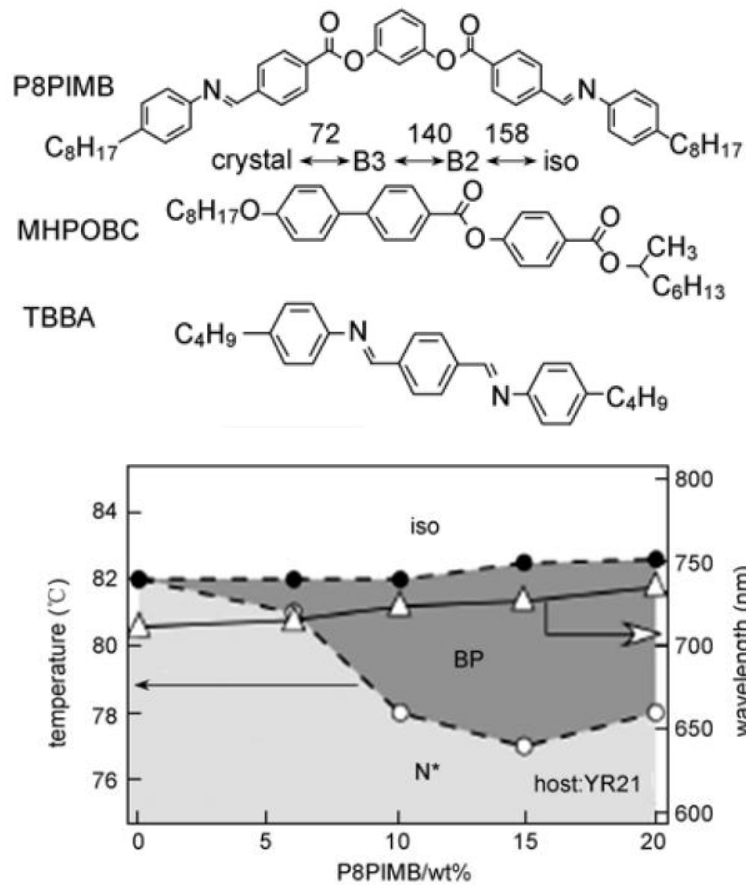 P8PIMB
O O
O O
N N
C8H17 C8H17
72 140 158
crystal ↔ B3 ↔ B2 ↔ iso
MHPOBC
C8H17O
O
O
O
O
CH3
C6H13
TBBA
C4H9
N
N
C4H9
temperature (℃)
84
82
80
78
76
800
750
700
650
600
wavelength (nm)
iso
BP
N*
host:YR21
0 5 10 15 20
P8PIMB/wt%